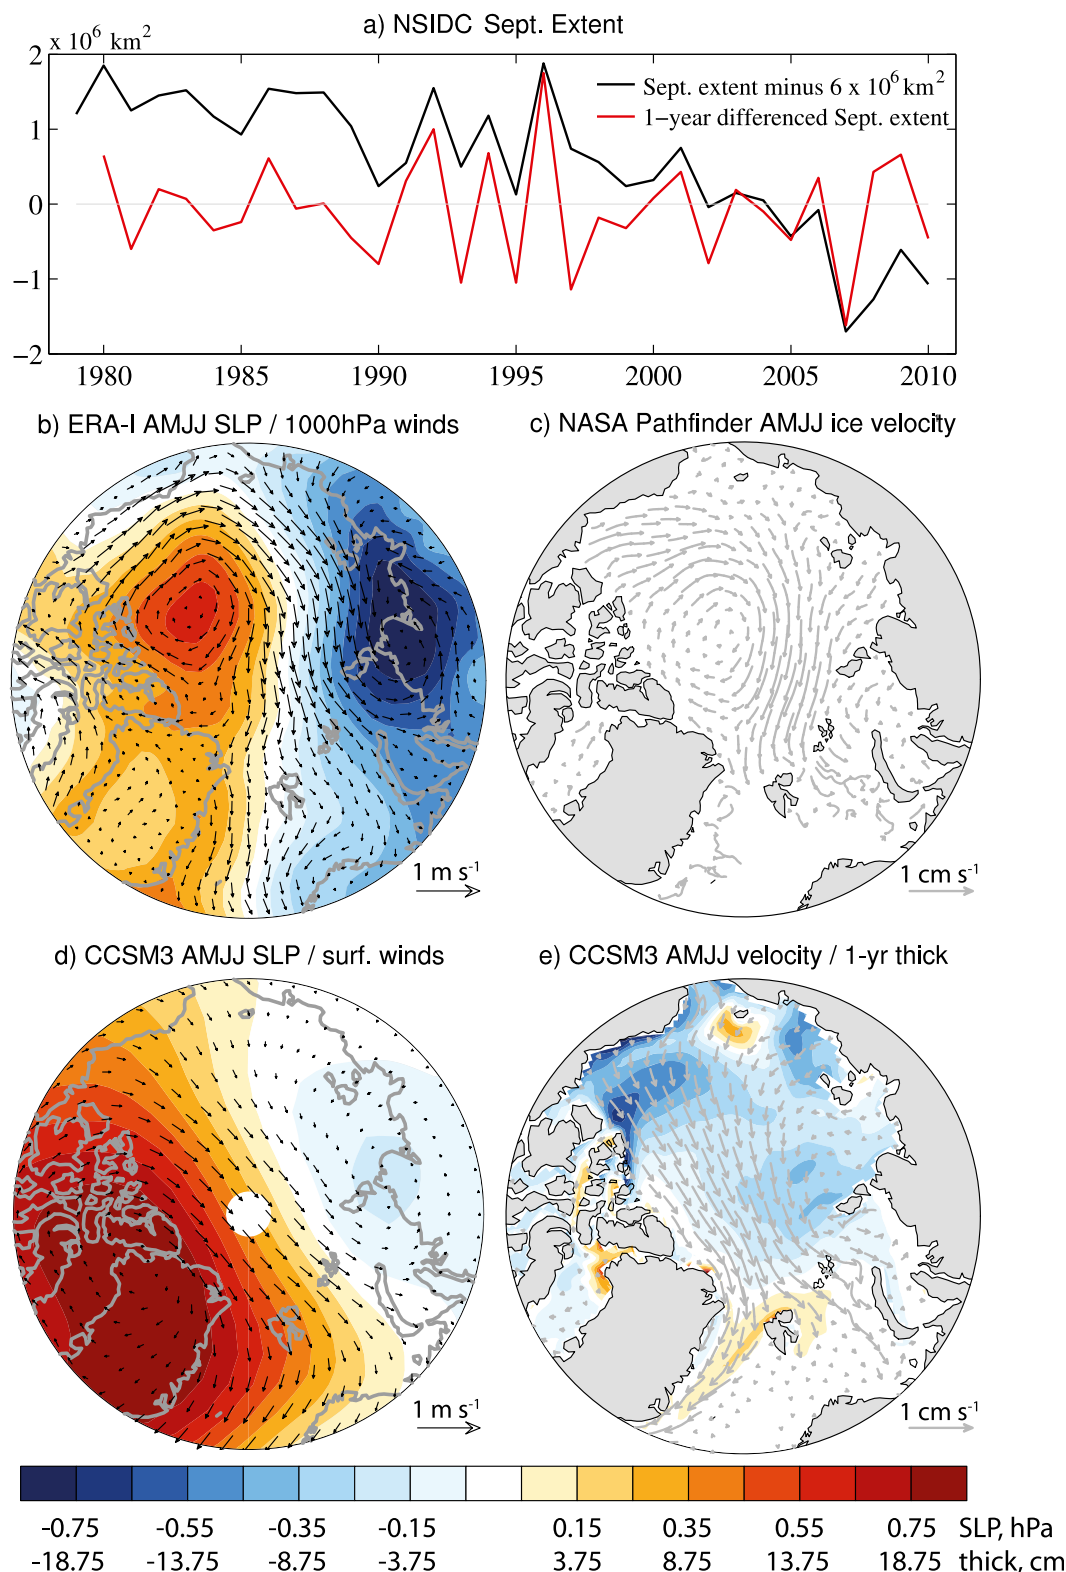 a) NSIDC Sept. Extent
x 10⁶ km²
2
Sept. extent minus 6 x 10⁶ km²
1−year differenced Sept. extent
1
0
−1
−2
1980 1985 1990 1995 2000 2005 2010
b) ERA-I AMJJ SLP / 1000hPa winds
c) NASA Pathfinder AMJJ ice velocity
1 m s⁻¹
1 cm s⁻¹
d) CCSM3 AMJJ SLP / surf. winds
e) CCSM3 AMJJ velocity / 1-yr thick
1 m s⁻¹
1 cm s⁻¹
-0.75 -0.55 -0.35 -0.15 0.15 0.35 0.55 0.75 SLP, hPa
-18.75 -13.75 -8.75 -3.75 3.75 8.75 13.75 18.75 thick, cm